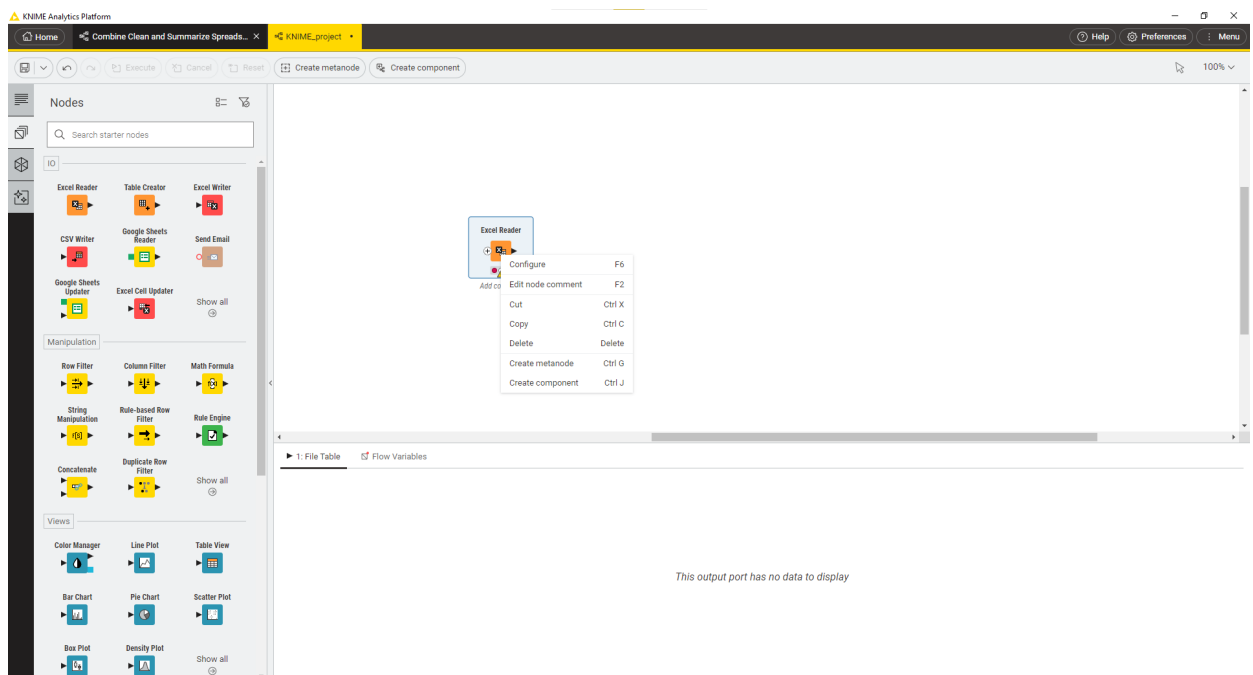 KNIME Analytics Platform
Home
Combine Clean and Summarize Spreads...
KNIME_project
Help
Preferences
Menu
Execute
Cancel
Reset
Create metanode
Create component
100%
Nodes
Search starter nodes
IO
Excel Reader
Table Creator
Excel Writer
CSV Writer
Google Sheets
Reader
Send Email
Google Sheets
Updater
Excel Cell Updater
Show all
Manipulation
Row Filter
Column Filter
Math Formula
String
Manipulation
Rule-based Row
Filter
Rule Engine
Concatenate
Duplicate Row
Filter
Show all
Views
Color Manager
Line Plot
Table View
Bar Chart
Pie Chart
Scatter Plot
Box Plot
Density Plot
Show all
Excel Reader
Add co
Configure F6
Edit node comment F2
Cut Ctrl X
Copy Ctrl C
Delete Delete
Create metanode Ctrl G
Create component Ctrl J
1: File Table
Flow Variables
This output port has no data to display